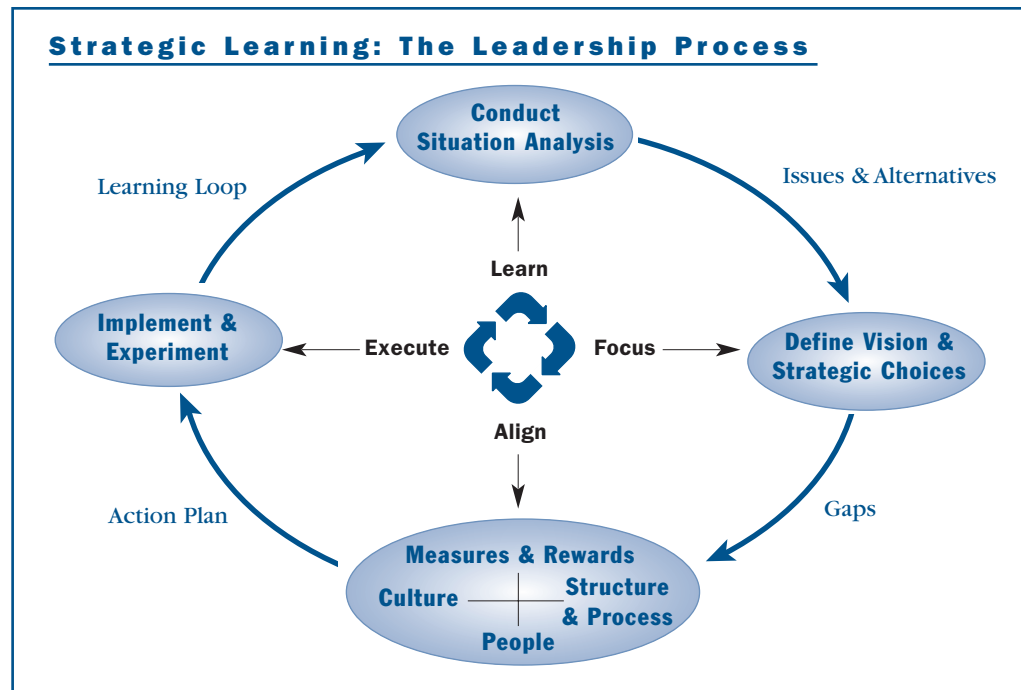 Strategic Learning: The Leadership Process
Conduct
Situation Analysis
Learning Loop
Issues & Alternatives
Learn
Implement &
Experiment
Execute
Focus
Define Vision &
Strategic Choices
Align
Action Plan
Gaps
Measures & Rewards
Culture
Structure
& Process
People